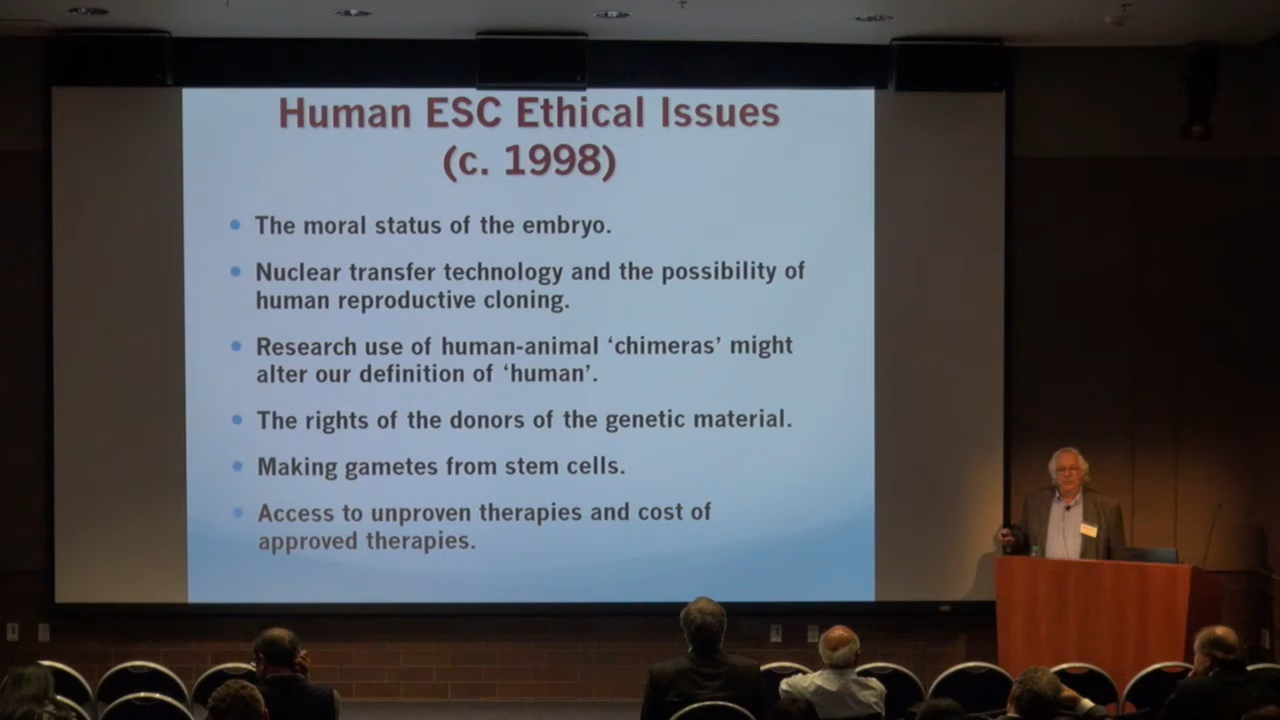 Human ESC Ethical Issues
(c. 1998)
• The moral status of the embryo.
• Nuclear transfer technology and the possibility of
human reproductive cloning.
• Research use of human-animal ‘chimeras’ might
alter our definition of ‘human’.
• The rights of the donors of the genetic material.
• Making gametes from stem cells.
• Access to unproven therapies and cost of
approved therapies.